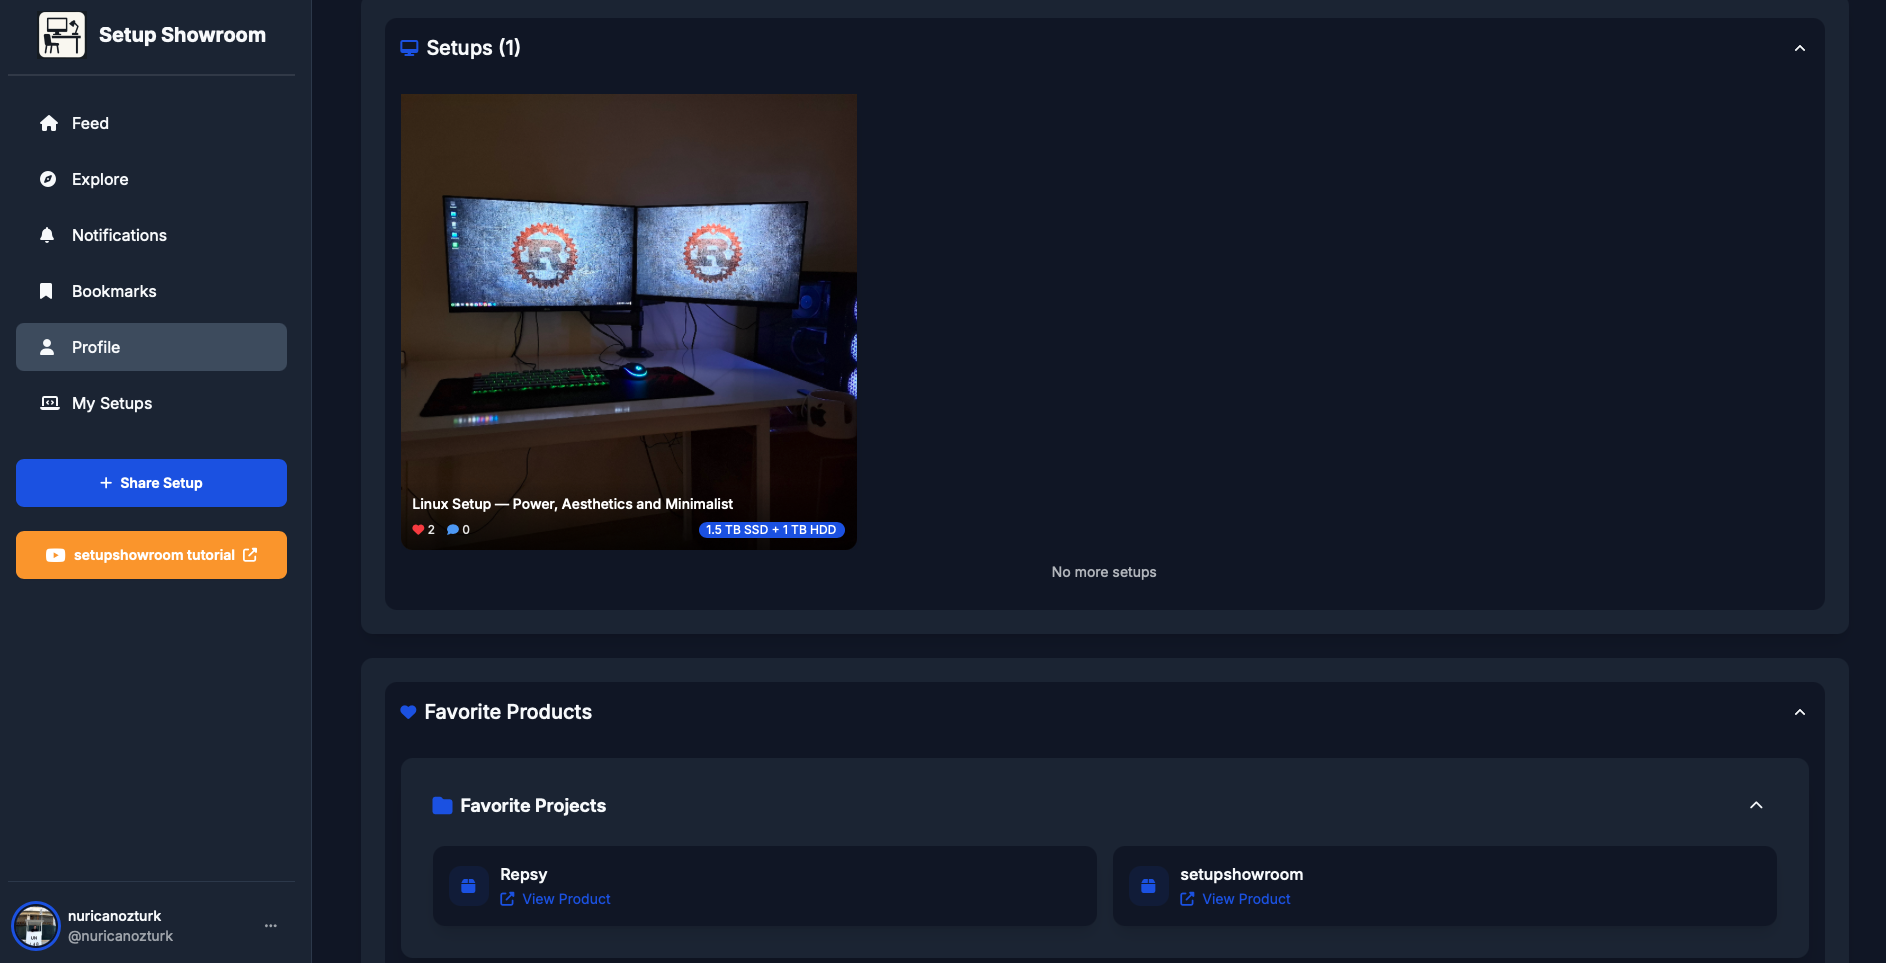 Setup Showroom
Feed
Explore
Notifications
Bookmarks
Profile
My Setups
Share Setup
setupshowroom tutorial
nuricanozturk
@nuricanozturk
Setups (1)
R
R
Linux Setup — Power, Aesthetics and Minimalist
2 0
1.5 TB SSD + 1 TB HDD
No more setups
Favorite Products
Favorite Projects
Repsy
View Product
setupshowroom
View Product